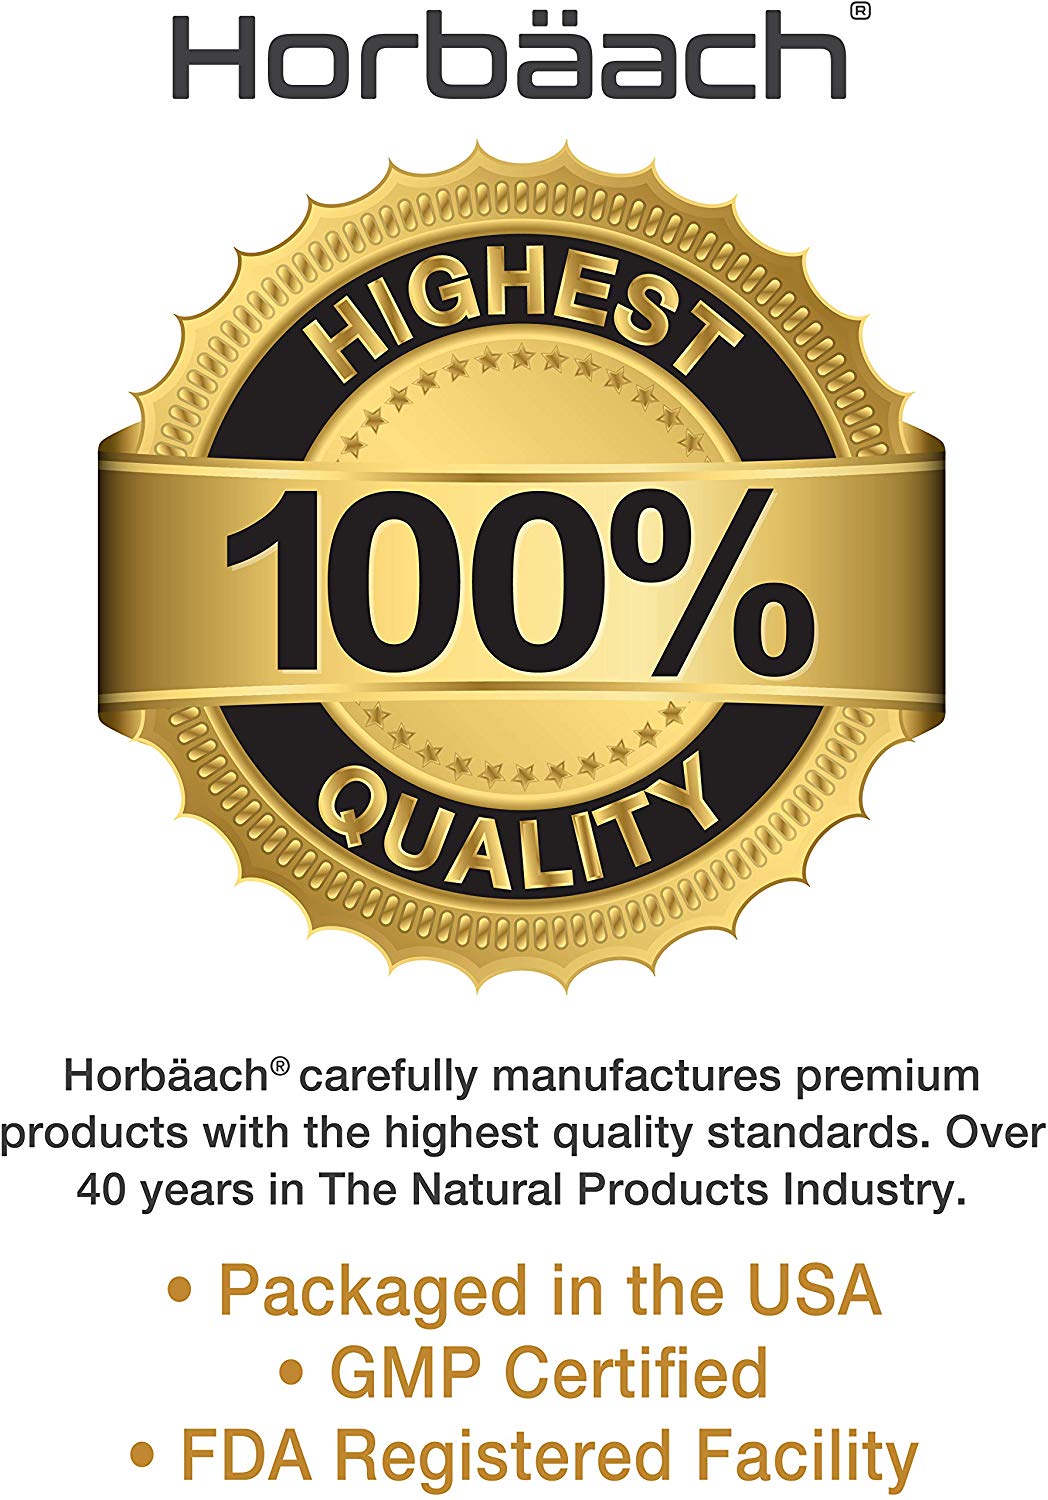 Horbäach®
HIGHEST
100%
QUALITY
Horbäach® carefully manufactures premium
products with the highest quality standards. Over
40 years in The Natural Products Industry.
• Packaged in the USA
• GMP Certified
• FDA Registered Facility